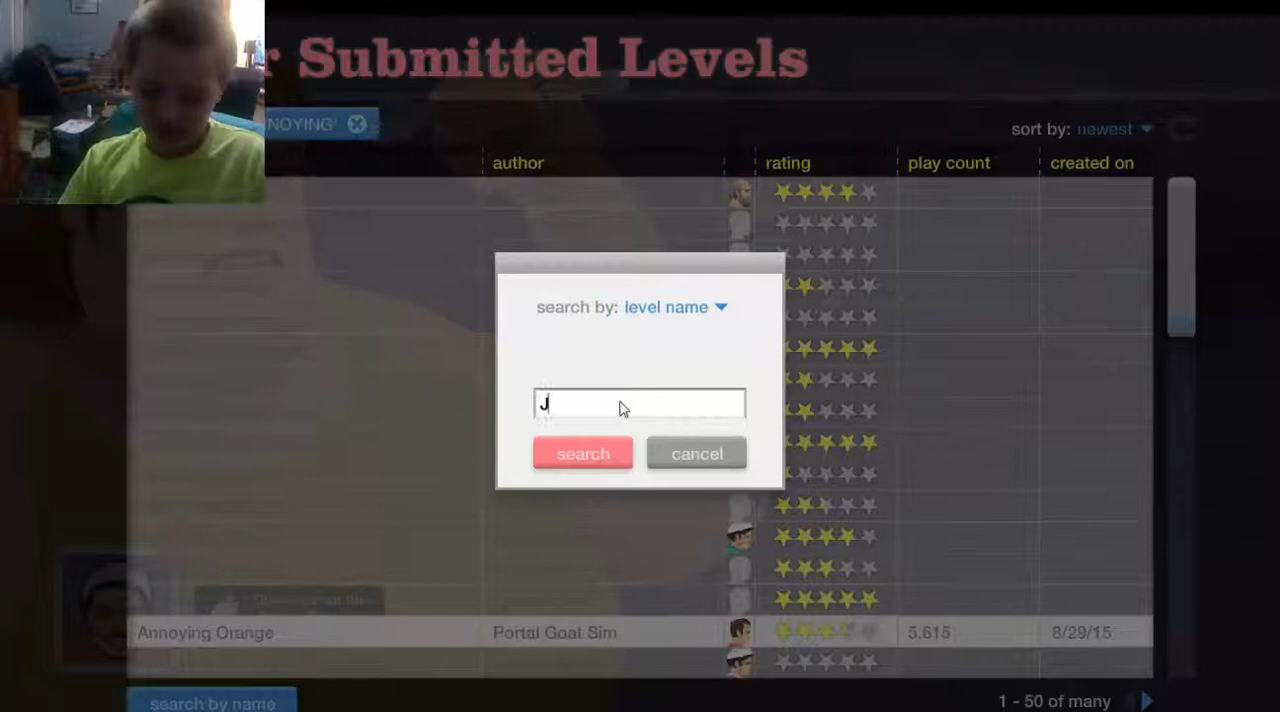 r Submitted Levels
NOYING'
sort by: newest
author rating play count created on
search by: level name
J
search cancel
Annoying Orange Portal Goat Sim 5,615 8/29/15
search by name
1 - 50 of many